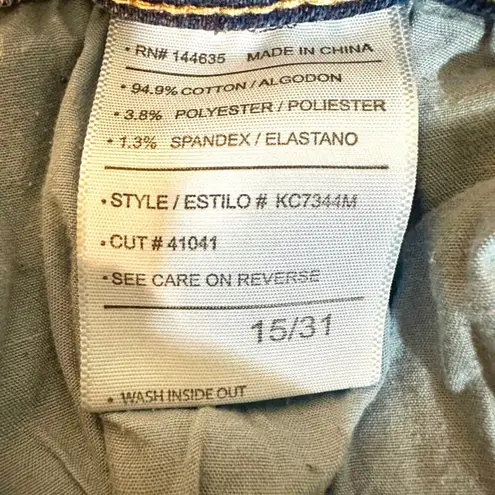 • RN# 144635 MADE IN CHINA
• 94.9% COTTON / ALGODON
• 3.8% POLYESTER / POLIESTER
• 1.3% SPANDEX / ELASTANO
• STYLE / ESTILO # KC7344M
• CUT # 41041
• SEE CARE ON REVERSE
15/31
• WASH INSIDE OUT